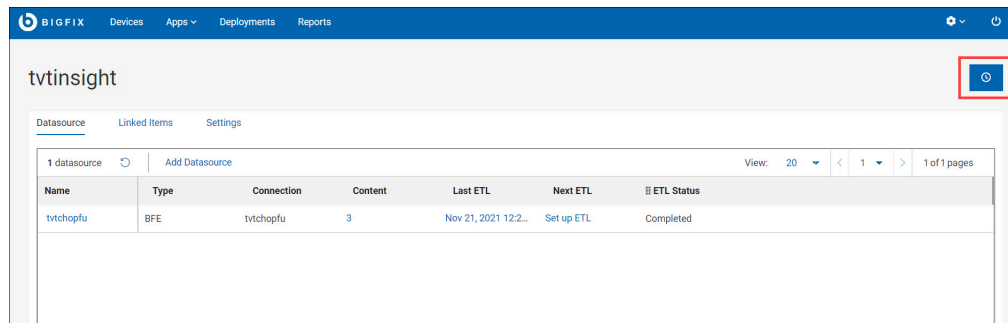 BIGFIX Devices Apps Deployments Reports
tvtinsight
Datasource Linked Items Settings
1 datasource Add Datasource View: 20 1 1 of 1 pages
Name Type Connection Content Last ETL Next ETL ETL Status
tvtchopfu BFE tvtchopfu 3 Nov 21, 2021 12:2... Set up ETL Completed